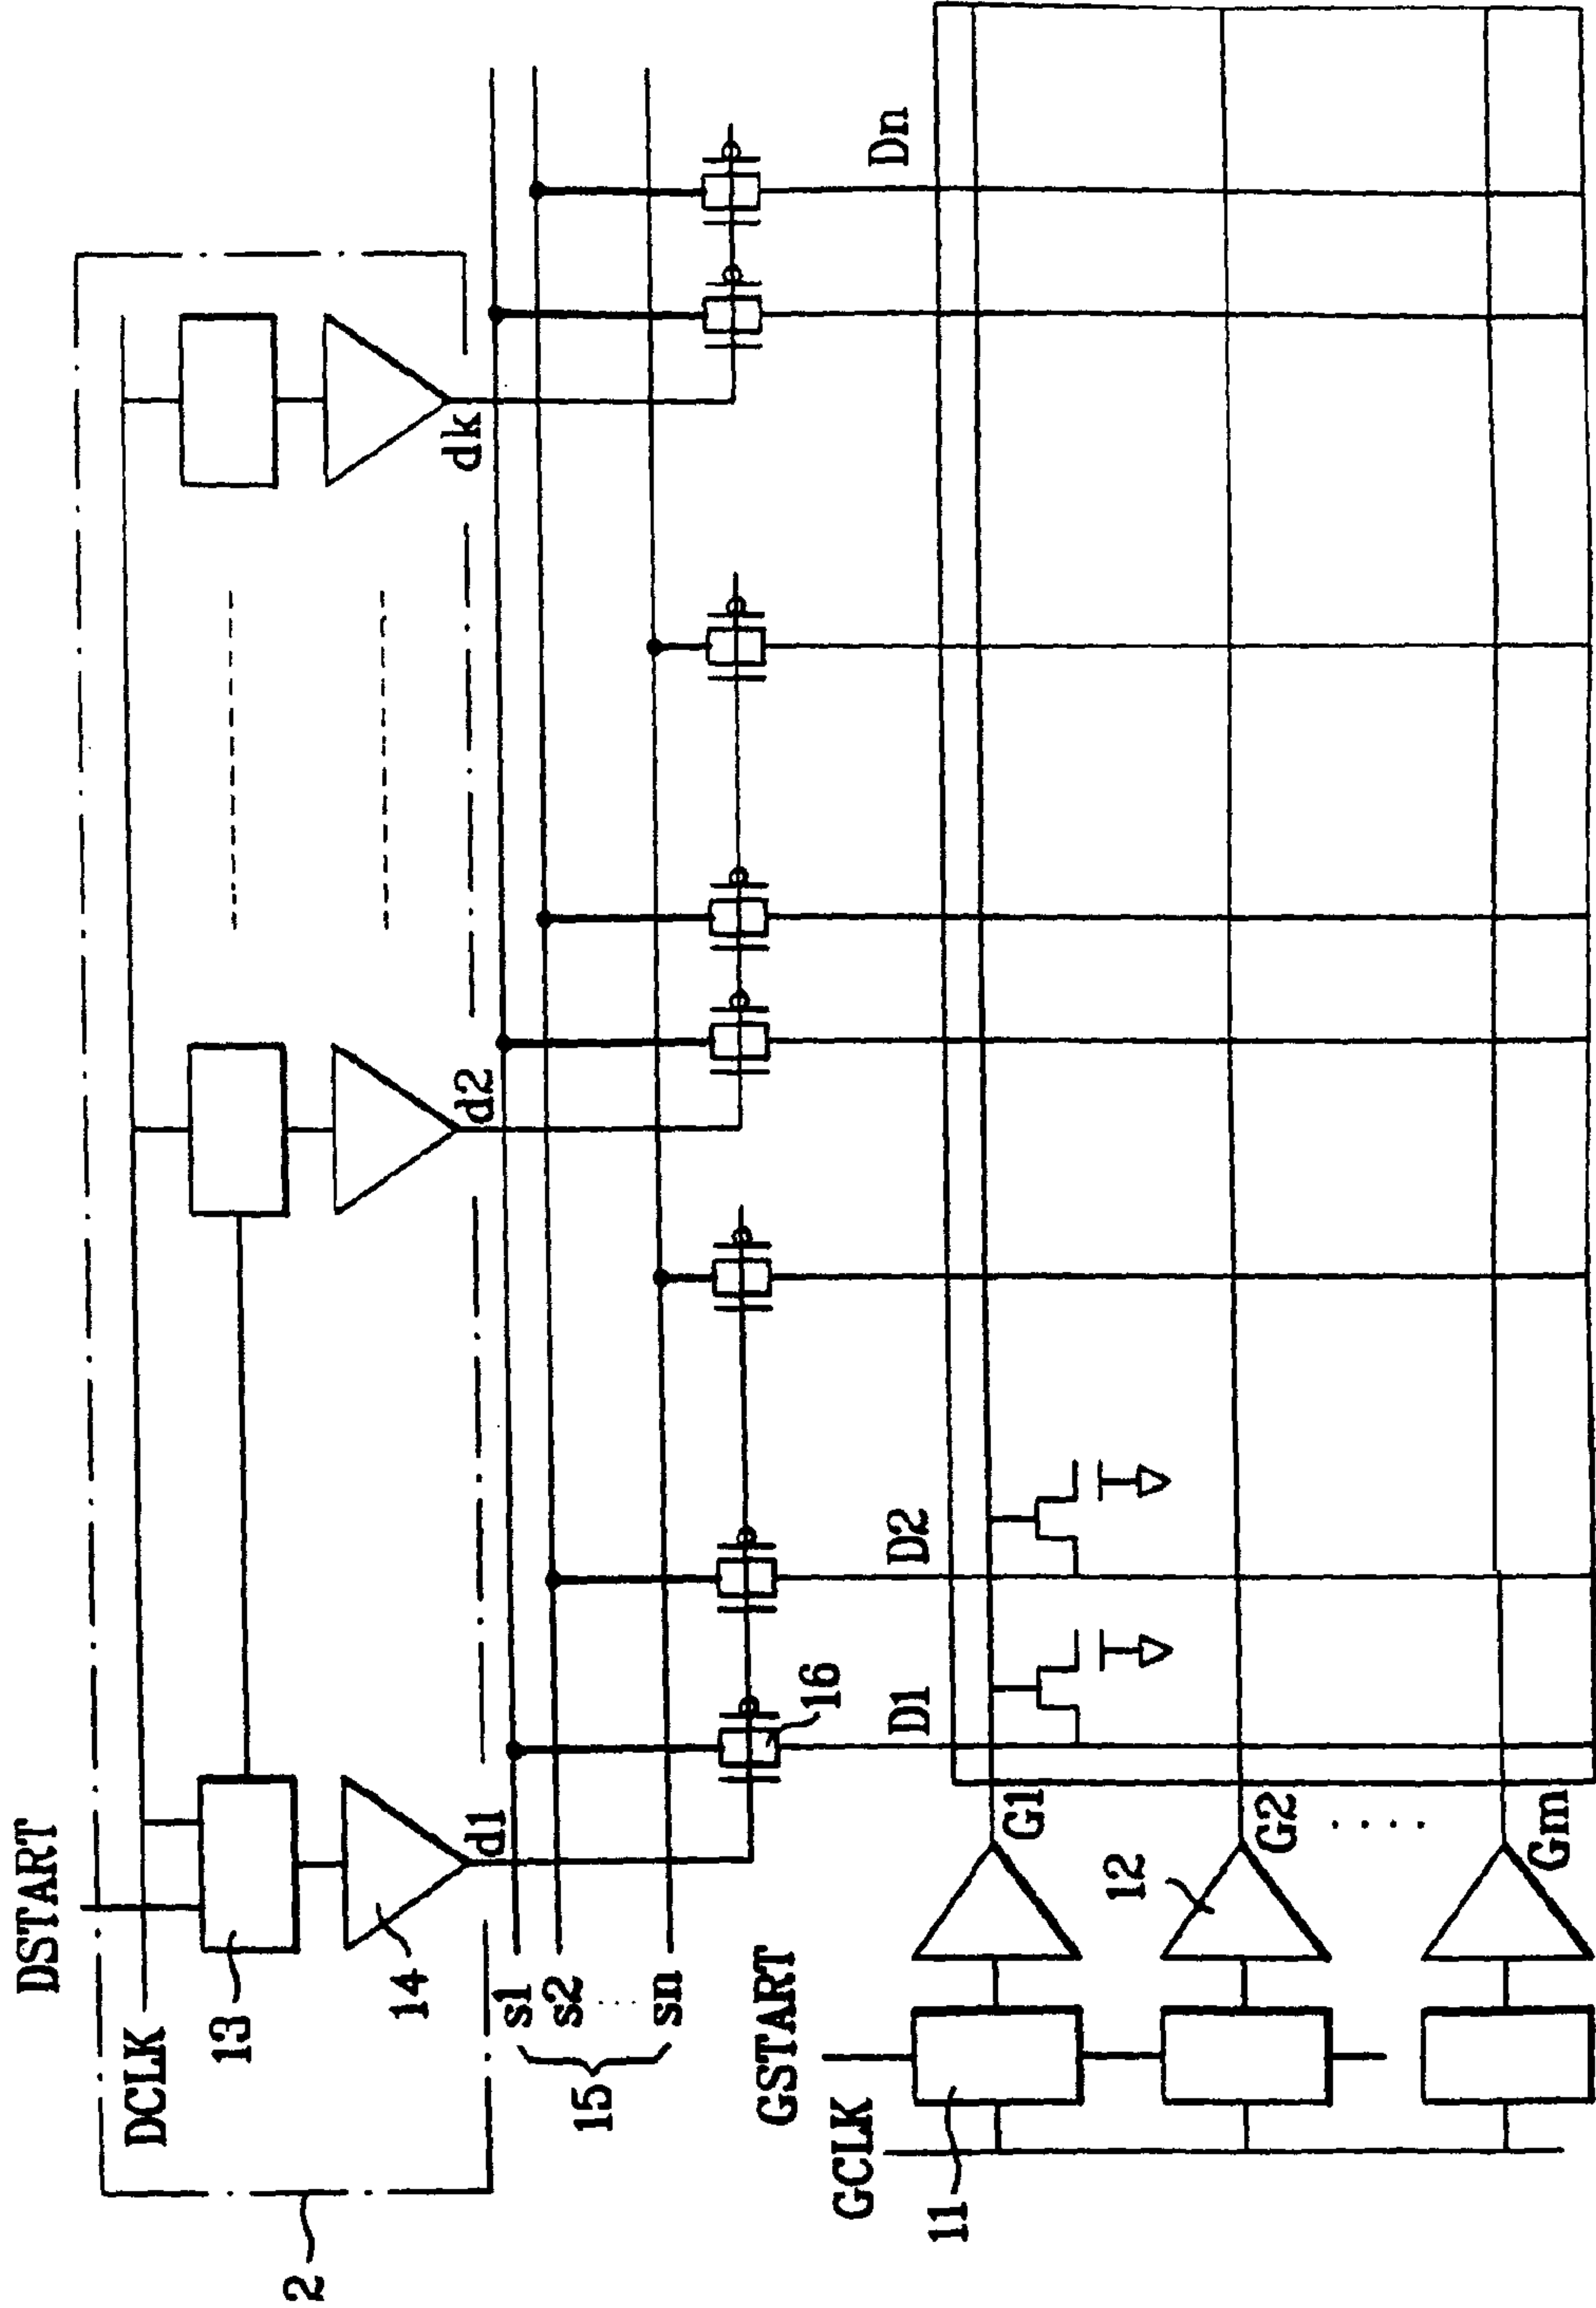 DSTART
DCLK
13
14
d1
d2
dk
2
s1
s2
sn
15
16
D1
D2
Dn
GSTART
GCLK
11
12
G1
G2
Gm